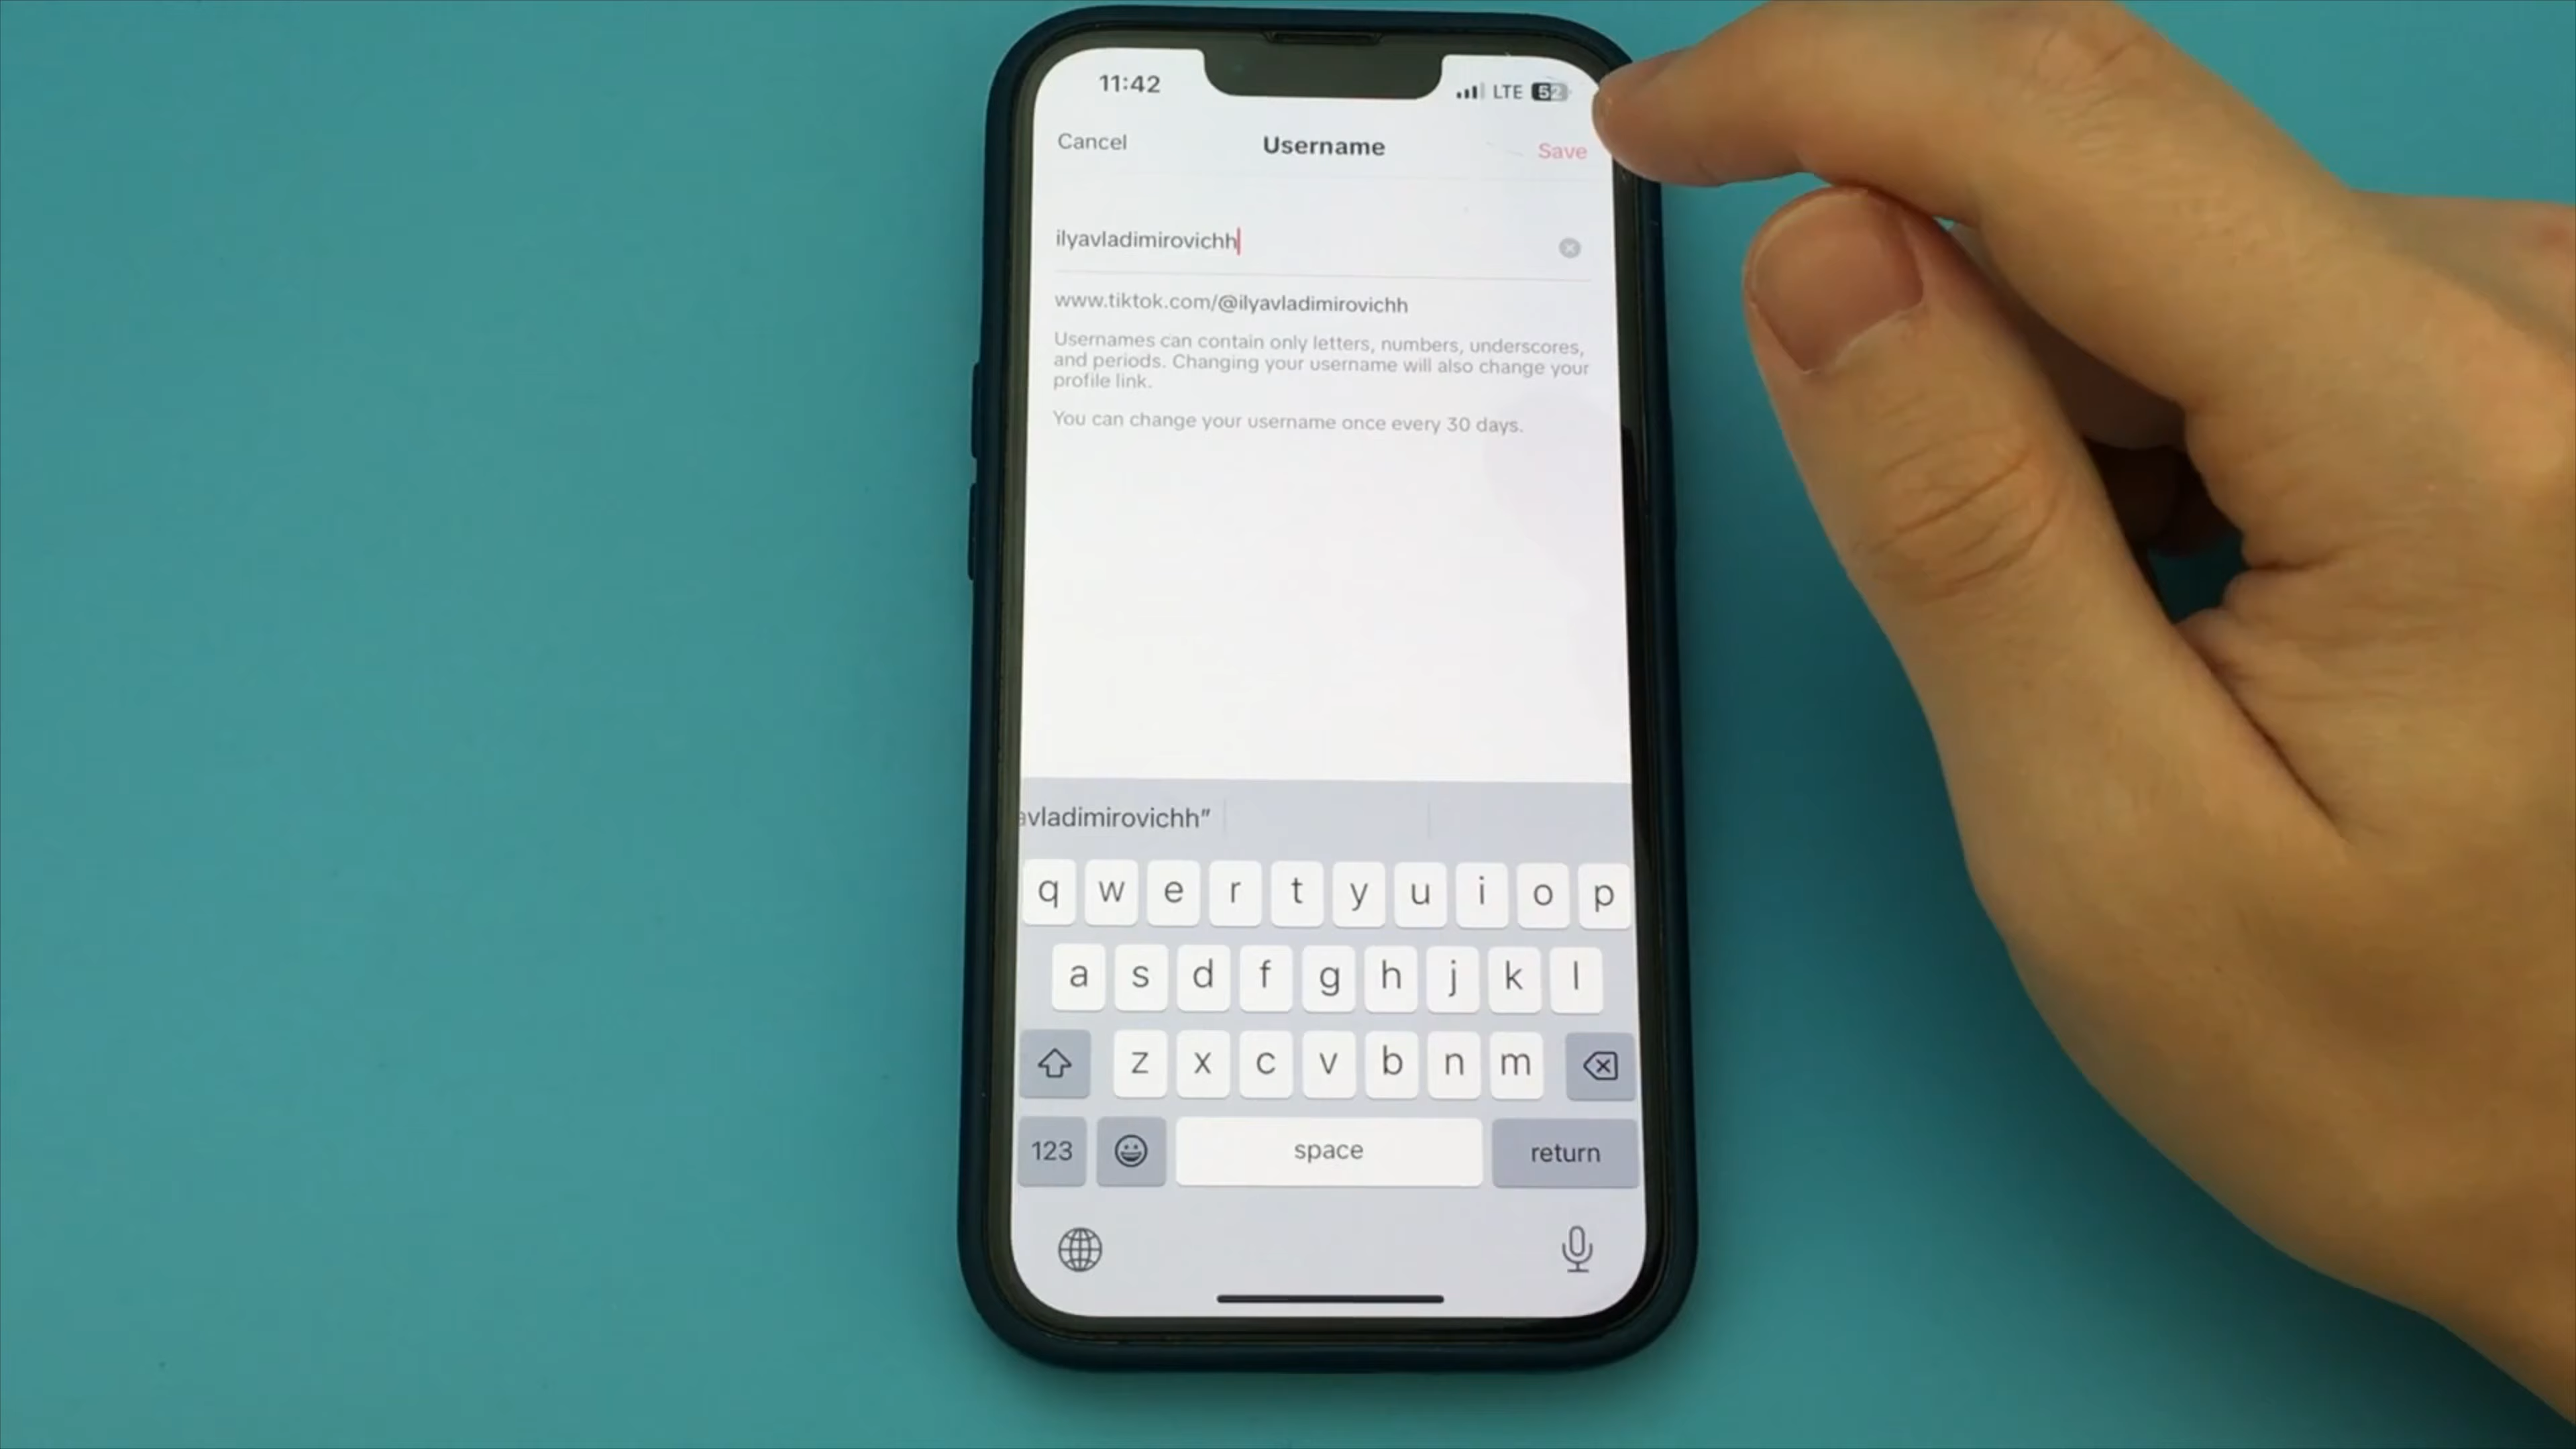 11:42
LTE 52
Cancel
Username
Save
ilyavladimirovichh
www.tiktok.com/@ilyavladimirovichh
Usernames can contain only letters, numbers, underscores,
and periods. Changing your username will also change your
profile link.
You can change your username once every 30 days.
avladimirovichh”
q w e r t y u i o p
a s d f g h j k l
z x c v b n m
123
space
return